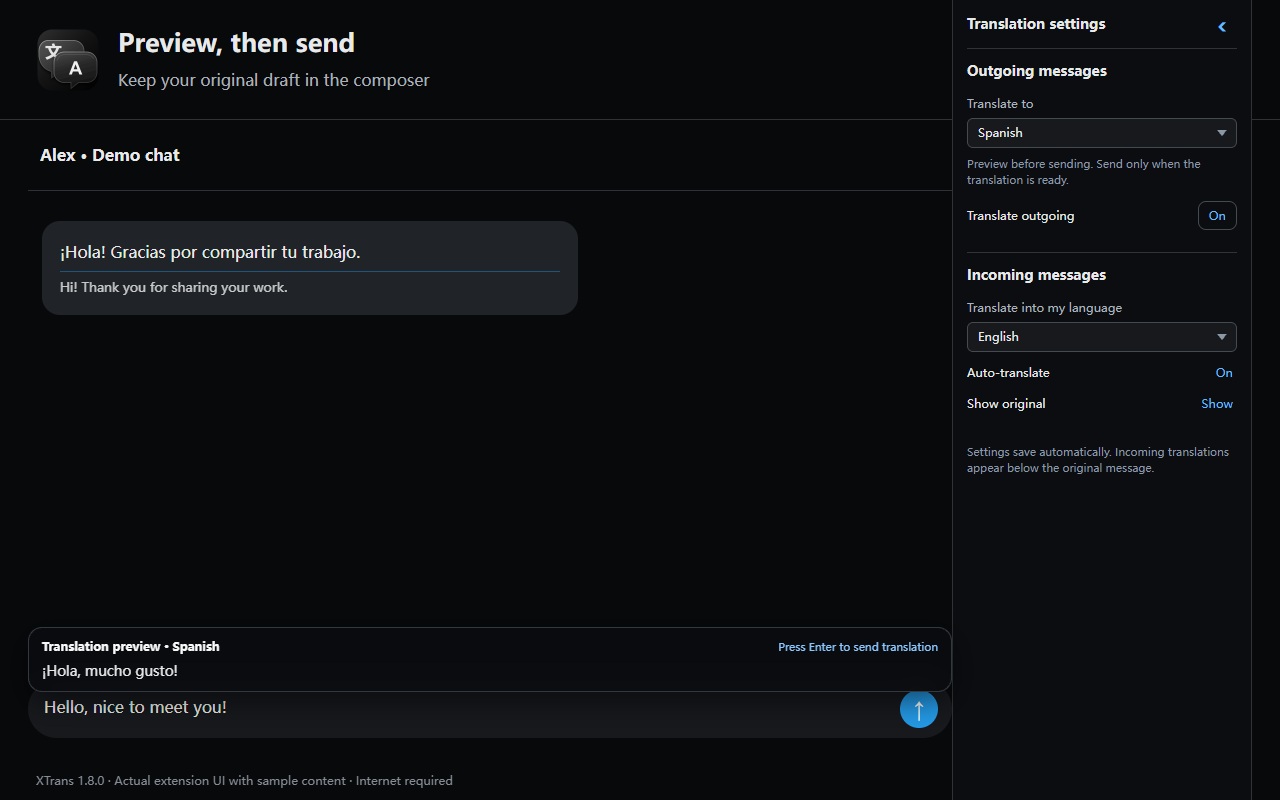 文
A
Preview, then send
Keep your original draft in the composer
Alex • Demo chat
¡Hola! Gracias por compartir tu trabajo.
Hi! Thank you for sharing your work.
Translation preview • Spanish
Press Enter to send translation
¡Hola, mucho gusto!
Hello, nice to meet you!
XTrans 1.8.0 · Actual extension UI with sample content · Internet required
Translation settings
Outgoing messages
Translate to
Spanish
Preview before sending. Send only when the
translation is ready.
Translate outgoing
On
Incoming messages
Translate into my language
English
Auto-translate
On
Show original
Show
Settings save automatically. Incoming translations
appear below the original message.